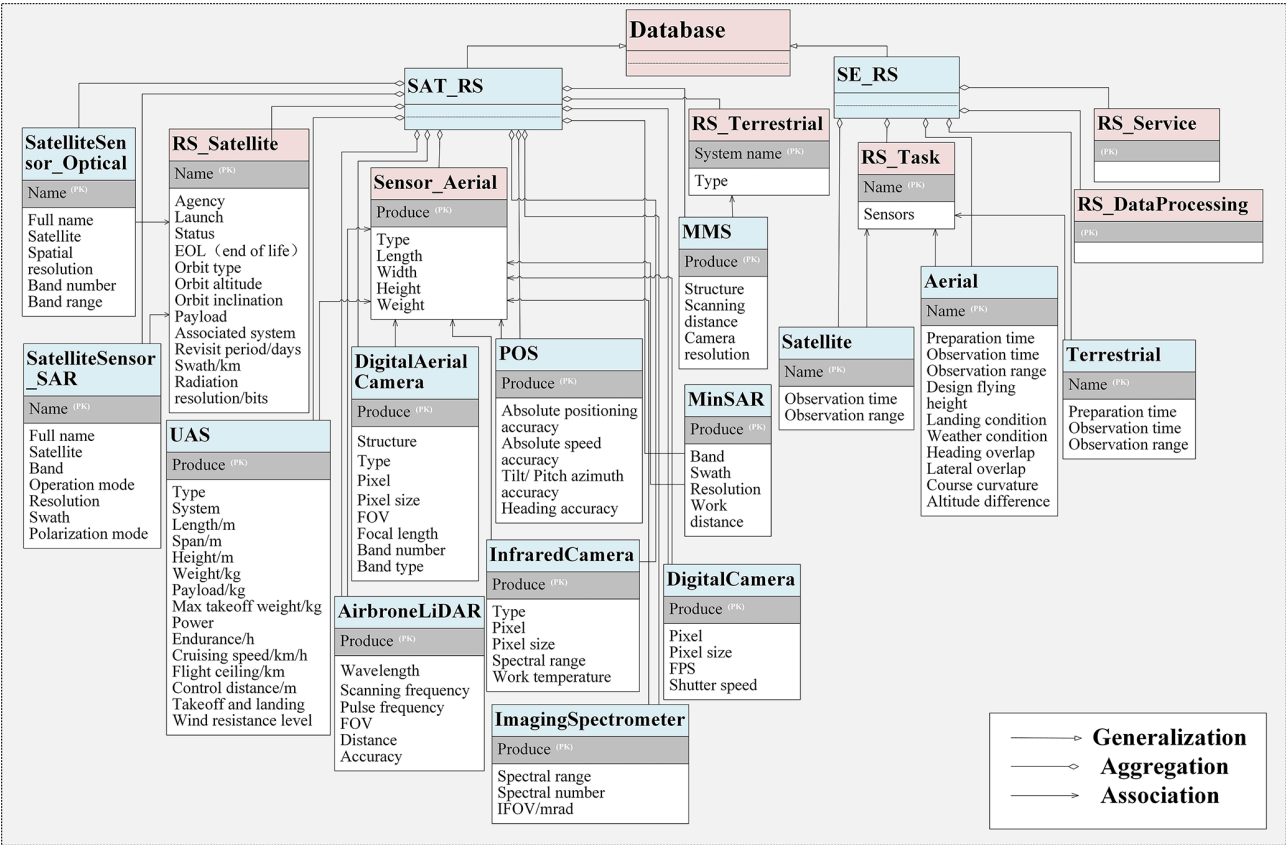 Database
SAT_RS
SE_RS
SatelliteSen
sor_Optical
Name (PK)
Full name
Satellite
Spatial
resolution
Band number
Band range
RS_Satellite
Name (PK)
Agency
Launch
Status
EOL（end of life）
Orbit type
Orbit altitude
Orbit inclination
Payload
Associated system
Revisit period/days
Swath/km
Radiation
resolution/bits
Sensor_Aerial
Produce (PK)
Type
Length
Width
Height
Weight
RS_Terrestrial
System name (PK)
Type
RS_Task
Name (PK)
Sensors
RS_Service
(PK)
RS_DataProcessing
(PK)
MMS
Produce (PK)
Structure
Scanning
distance
Camera
resolution
SatelliteSensor
_SAR
Name (PK)
Full name
Satellite
Band
Operation mode
Resolution
Swath
Polarization mode
UAS
Produce (PK)
Type
System
Length/m
Span/m
Height/m
Weight/kg
Payload/kg
Max takeoff weight/kg
Power
Endurance/h
Cruising speed/km/h
Flight ceiling/km
Control distance/m
Takeoff and landing
Wind resistance level
DigitalAerial
Camera
Produce (PK)
Structure
Type
Pixel
Pixel size
FOV
Focal length
Band number
Band type
POS
Produce (PK)
Absolute positioning
accuracy
Absolute speed
accuracy
Tilt/ Pitch azimuth
accuracy
Heading accuracy
MinSAR
Produce (PK)
Band
Swath
Resolution
Work
distance
Satellite
Name (PK)
Observation time
Observation range
Aerial
Name (PK)
Preparation time
Observation time
Observation range
Design flying
height
Landing condition
Weather condition
Heading overlap
Lateral overlap
Course curvature
Altitude difference
Terrestrial
Name (PK)
Preparation time
Observation time
Observation range
AirbroneLiDAR
Produce (PK)
Wavelength
Scanning frequency
Pulse frequency
FOV
Distance
Accuracy
InfraredCamera
Produce (PK)
Type
Pixel
Pixel size
Spectral range
Work temperature
DigitalCamera
Produce (PK)
Pixel
Pixel size
FPS
Shutter speed
ImagingSpectrometer
Produce (PK)
Spectral range
Spectral number
IFOV/mrad
Generalization
Aggregation
Association